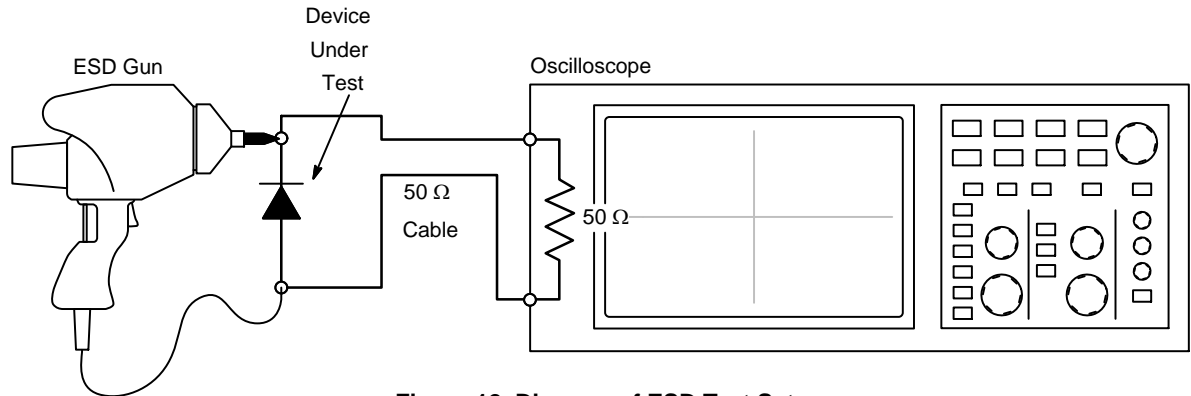 Device
Under
Test
ESD Gun
Oscilloscope
50 Ω
Cable
50 Ω